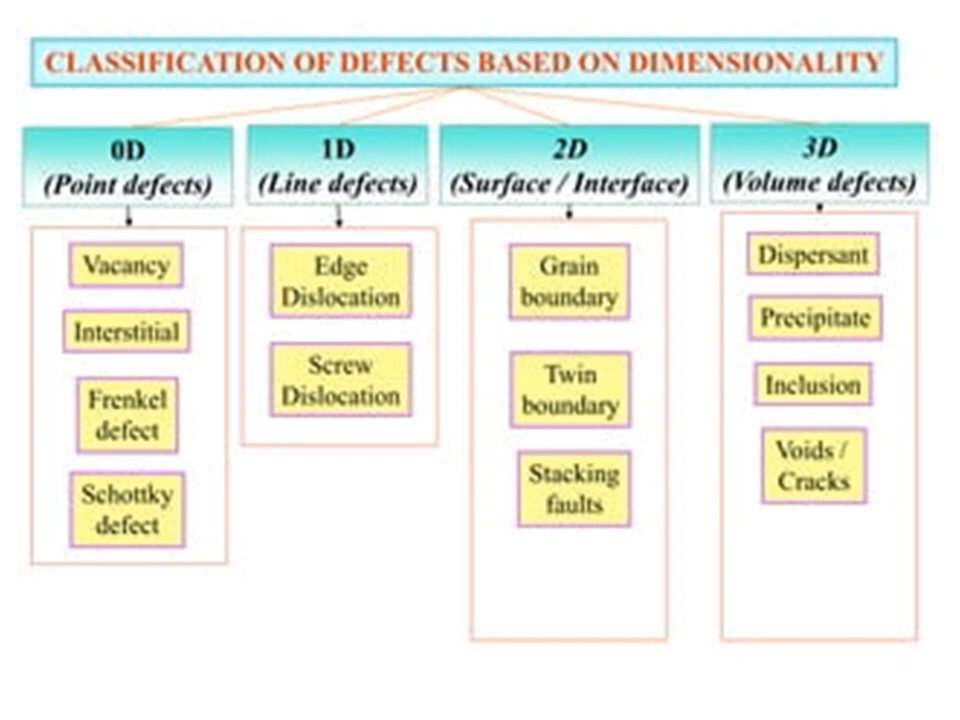 CLASSIFICATION OF DEFECTS BASED ON DIMENSIONALITY
0D
(Point defects)
Vacancy
Interstitial
Frenkel
defect
Schottky
defect
1D
(Line defects)
Edge
Dislocation
Screw
Dislocation
2D
(Surface / Interface)
Grain
boundary
Twin
boundary
Stacking
faults
3D
(Volume defects)
Dispersant
Precipitate
Inclusion
Voids /
Cracks